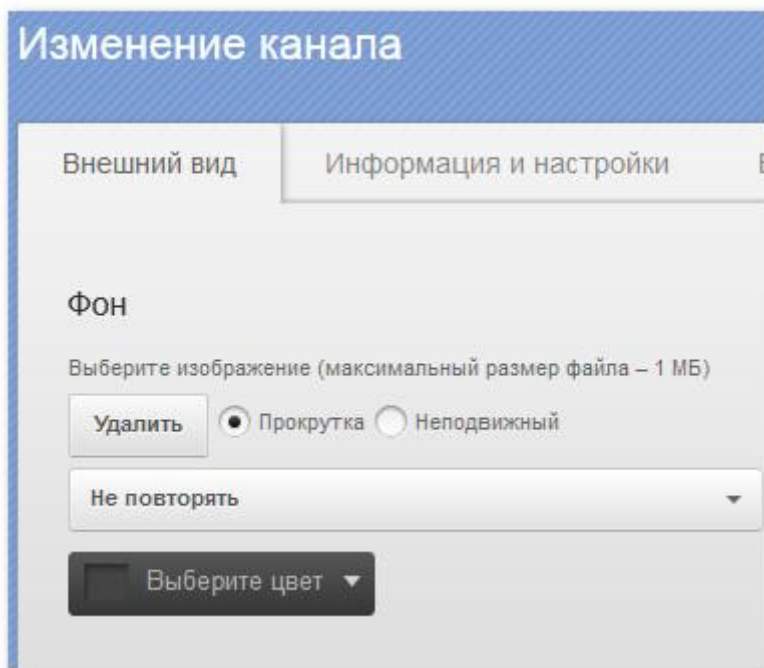 Изменение канала
Внешний вид Информация и настройки
Фон
Выберите изображение (максимальный размер файла – 1 МБ)
Удалить Прокрутка Неподвижный
Не повторять
Выберите цвет